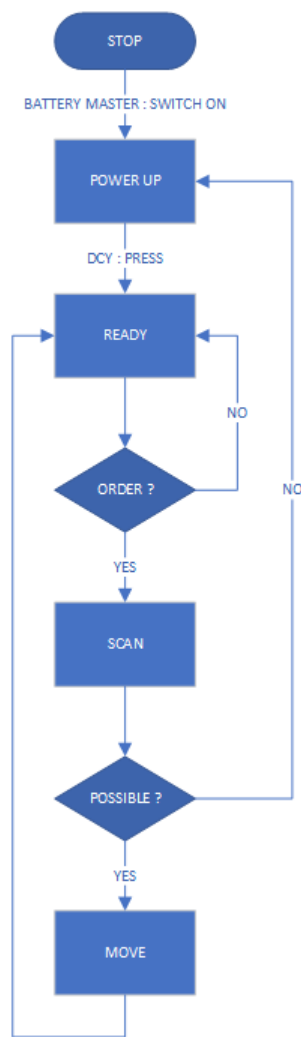 STOP
BATTERY MASTER : SWITCH ON
POWER UP
DCY : PRESS
READY
NO
ORDER ?
NO
YES
SCAN
POSSIBLE ?
YES
MOVE